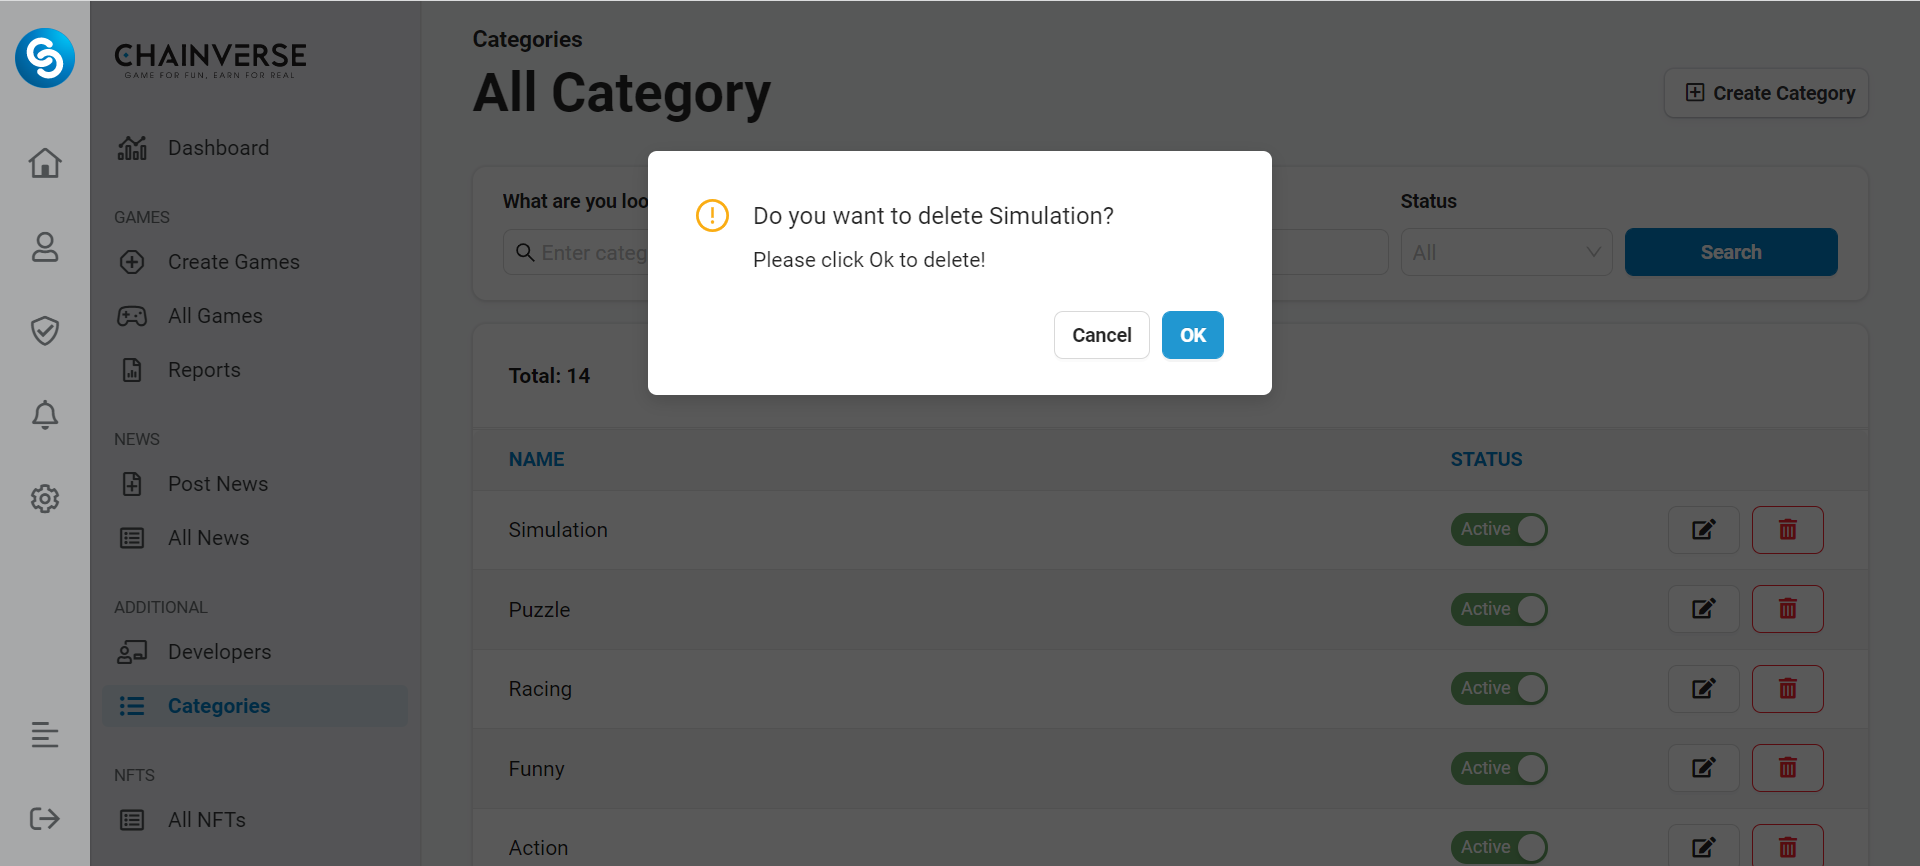 CHAINVERSE
GAME FOR FUN, EARN FOR REAL
Dashboard
GAMES
Create Games
All Games
Reports
NEWS
Post News
All News
ADDITIONAL
Developers
Categories
NFTS
All NFTs
Categories
All Category
Create Category
What are you loo
Status
Enter categ
All
Search
Do you want to delete Simulation?
Please click Ok to delete!
Cancel
OK
Total: 14
NAME STATUS
Simulation Active
Puzzle Active
Racing Active
Funny Active
Action Active